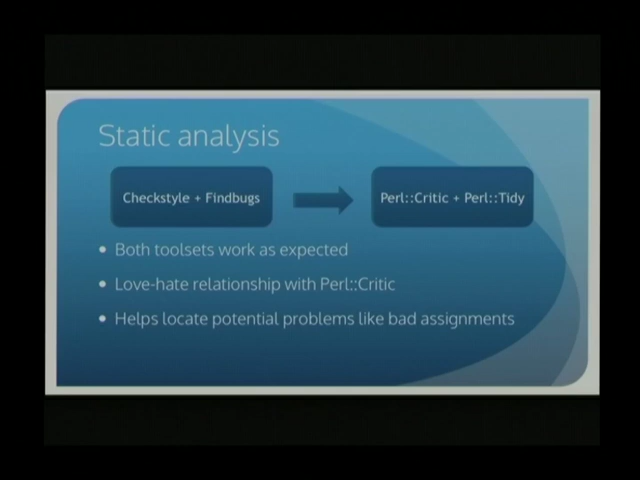 Static analysis
Checkstyle + Findbugs
Perl::Critic + Perl::Tidy
• Both toolsets work as expected
• Love-hate relationship with Perl::Critic
• Helps locate potential problems like bad assignments